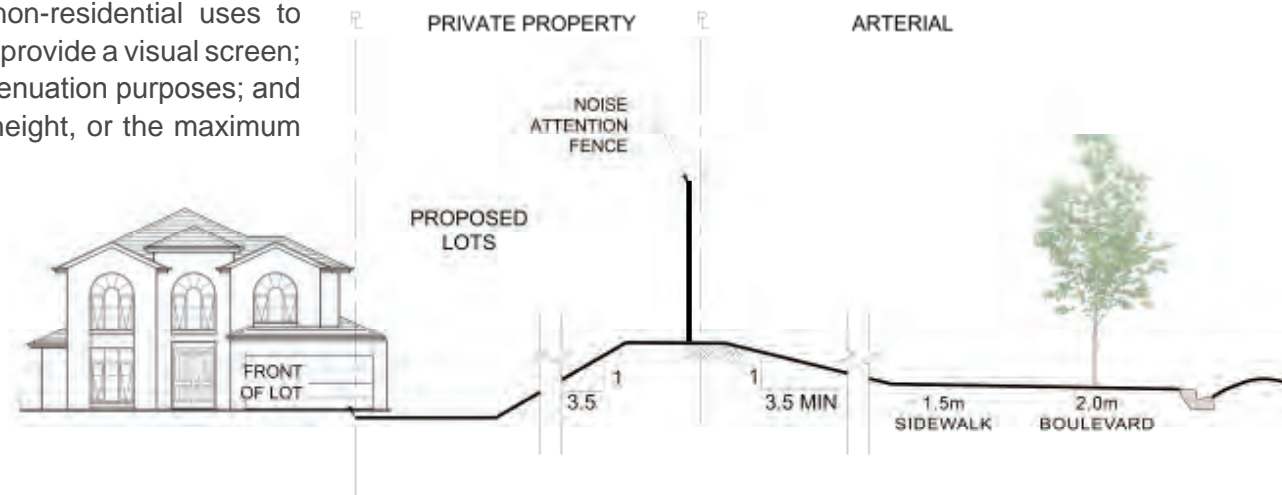 non-residential uses to
provide a visual screen;
enuation purposes; and
height, or the maximum
PL
PRIVATE PROPERTY
PL
ARTERIAL
NOISE
ATTENTION
FENCE
PROPOSED
LOTS
FRONT
OF LOT
1
3.5
1
3.5 MIN
1.5m
SIDEWALK
2.0m
BOULEVARD